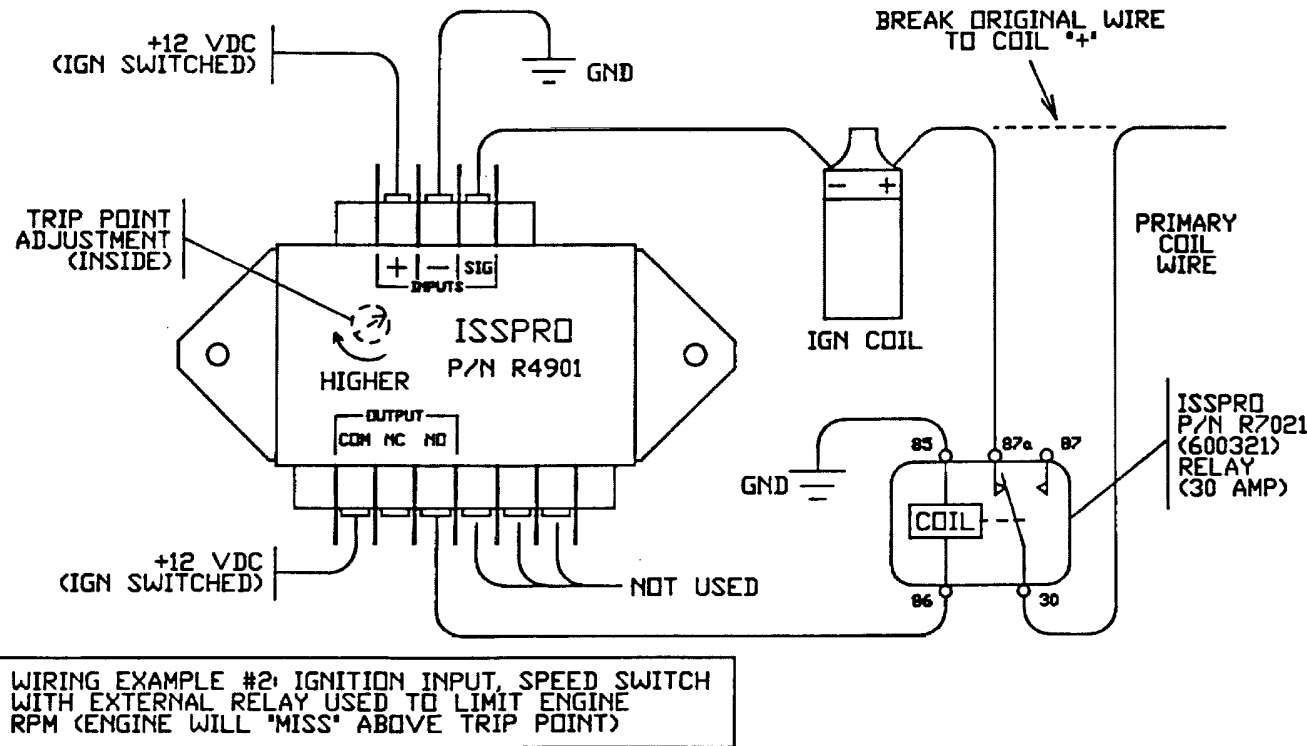 BREAK ORIGINAL WIRE
TO COIL "+"
+12 VDC
(IGN SWITCHED)
GND
- +
TRIP POINT
ADJUSTMENT
(INSIDE)
PRIMARY
COIL
WIRE
+ - SIG
INPUTS
ISSPRO
P/N R4901
IGN COIL
HIGHER
OUTPUT
COM NC NO
ISSPRO
P/N R7021
(600321)
RELAY
(30 AMP)
85 87a 87
GND
COIL
+12 VDC
(IGN SWITCHED)
NOT USED
86 30
WIRING EXAMPLE #2: IGNITION INPUT, SPEED SWITCH
WITH EXTERNAL RELAY USED TO LIMIT ENGINE
RPM (ENGINE WILL "MISS" ABOVE TRIP POINT)